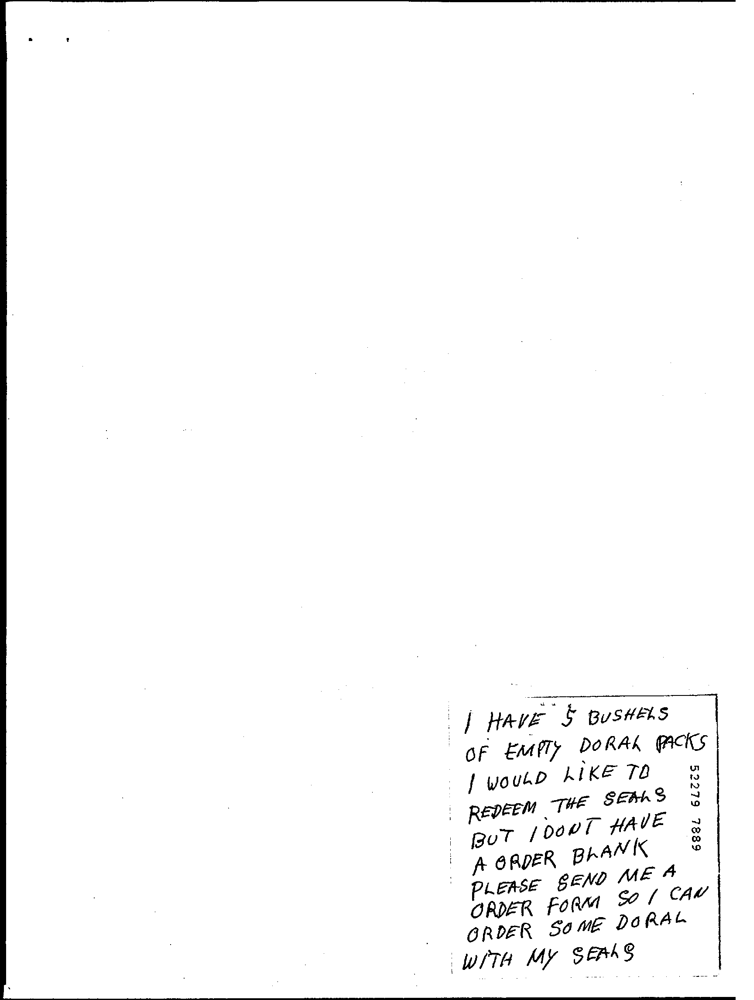 I HAVE 5 BUSHELS
OF EMPTY DORAL PACKS
I WOULD LIKE TO
REDEEM THE SEALS
BUT I DONT HAVE
A ORDER BLANK
PLEASE SEND ME A
ORDER FORM SO I CAN
ORDER SOME DORAL
WITH MY SEALS
52279 7889